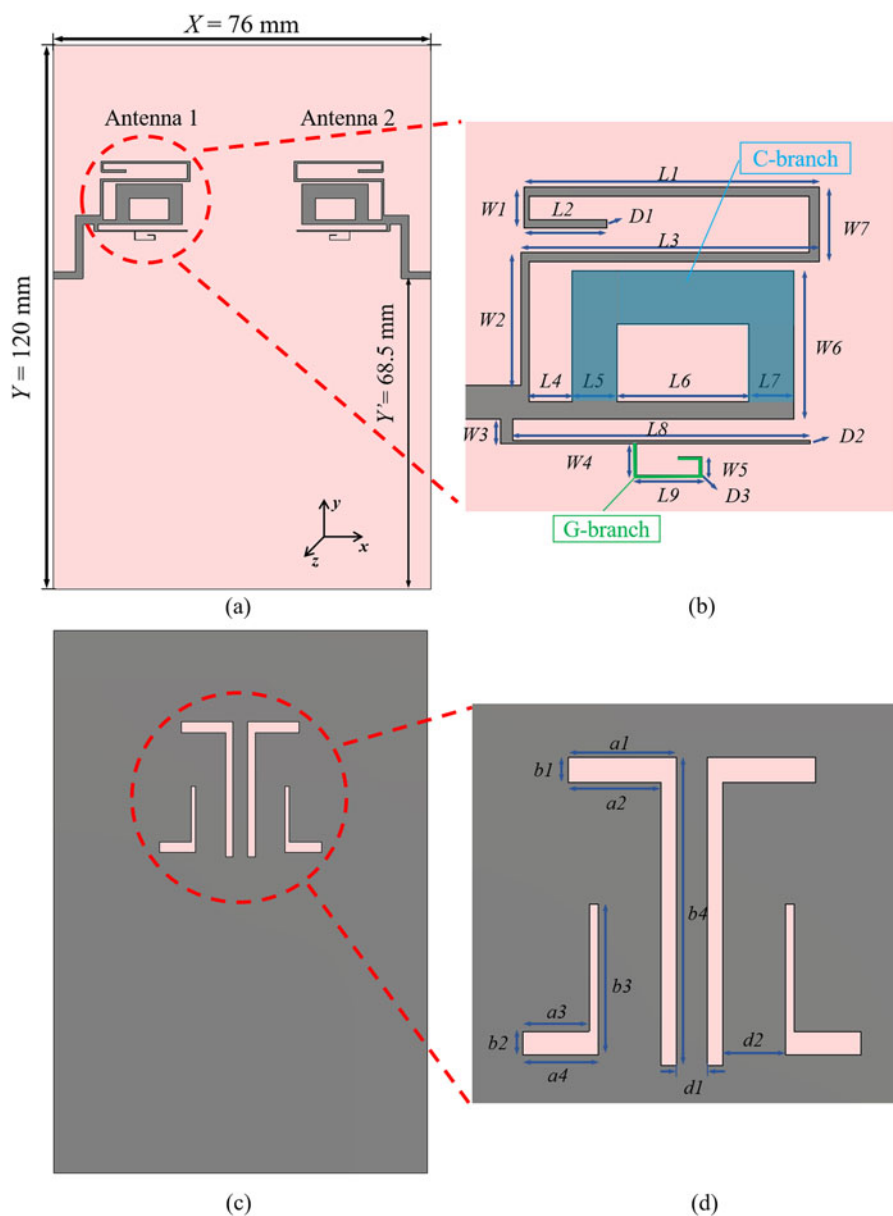 X = 76 mm
Antenna 1
Antenna 2
Y = 120 mm
Y'= 68.5 mm
y
x
z
(a)
C-branch
L1
W1
L2
D1
W7
L3
W2
W6
L4
L5
L6
L7
W3
L8
D2
W4
W5
L9
D3
G-branch
(b)
(c)
a1
b1
a2
b4
b3
a3
b2
d2
a4
d1
(d)